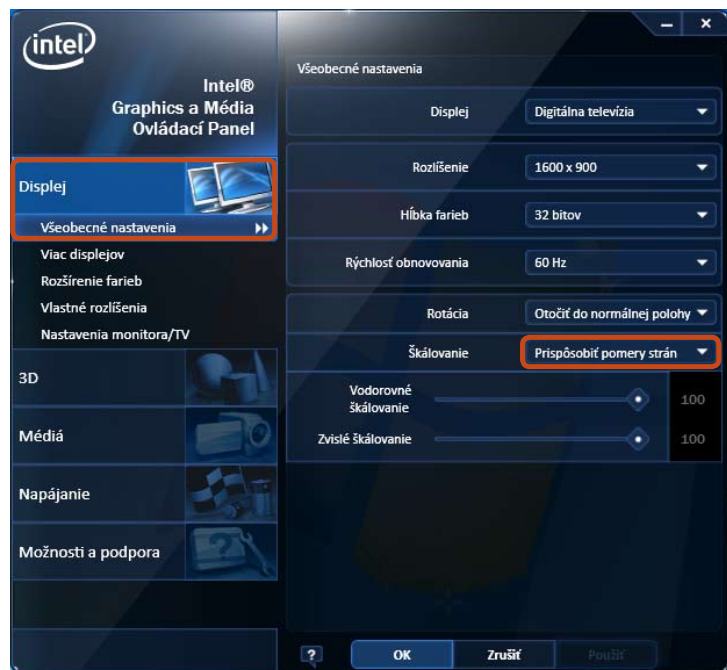 intel
Intel®
Graphics a Média
Ovládací Panel
Displej
Všeobecné nastavenia
Viac displejov
Rozšírenie farieb
Vlastné rozlíšenia
Nastavenia monitora/TV
3D
Médiá
Napájanie
Možnosti a podpora
Všeobecné nastavenia
Displej
Digitálna televízia
Rozlíšenie
1600 x 900
Hĺbka farieb
32 bitov
Rýchlosť obnovovania
60 Hz
Rotácia
Otočiť do normálnej polohy
Škálovanie
Prispôsobiť pomery strán
Vodorovné
škálovanie
100
Zvislé škálovanie
100
?
OK
Zrušiť
Použiť